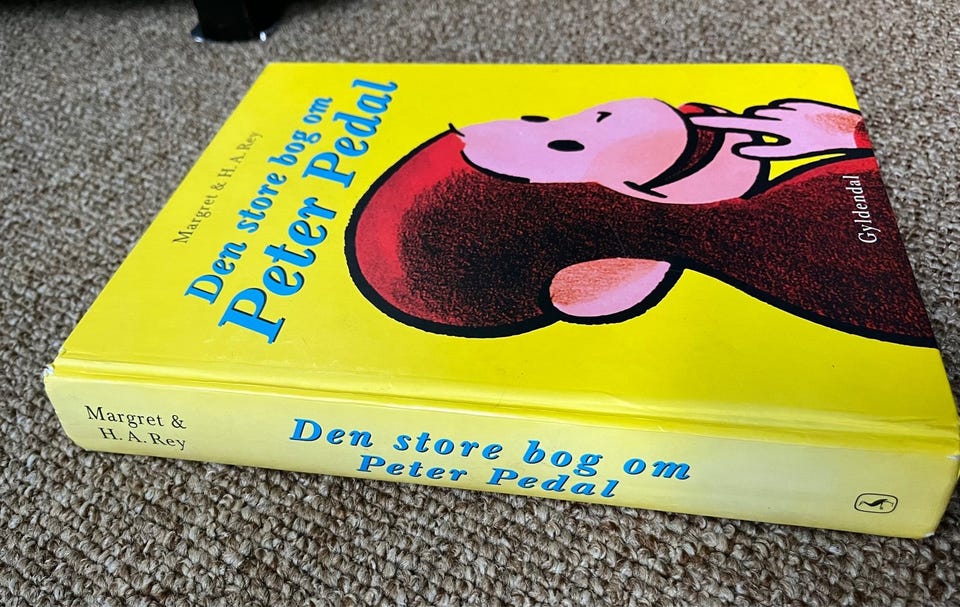 Margret & H. A. Rey
Den store bog om
Peter Pedal
Gyldendal
Margret &
H. A. Rey
Den store bog om
Peter Pedal